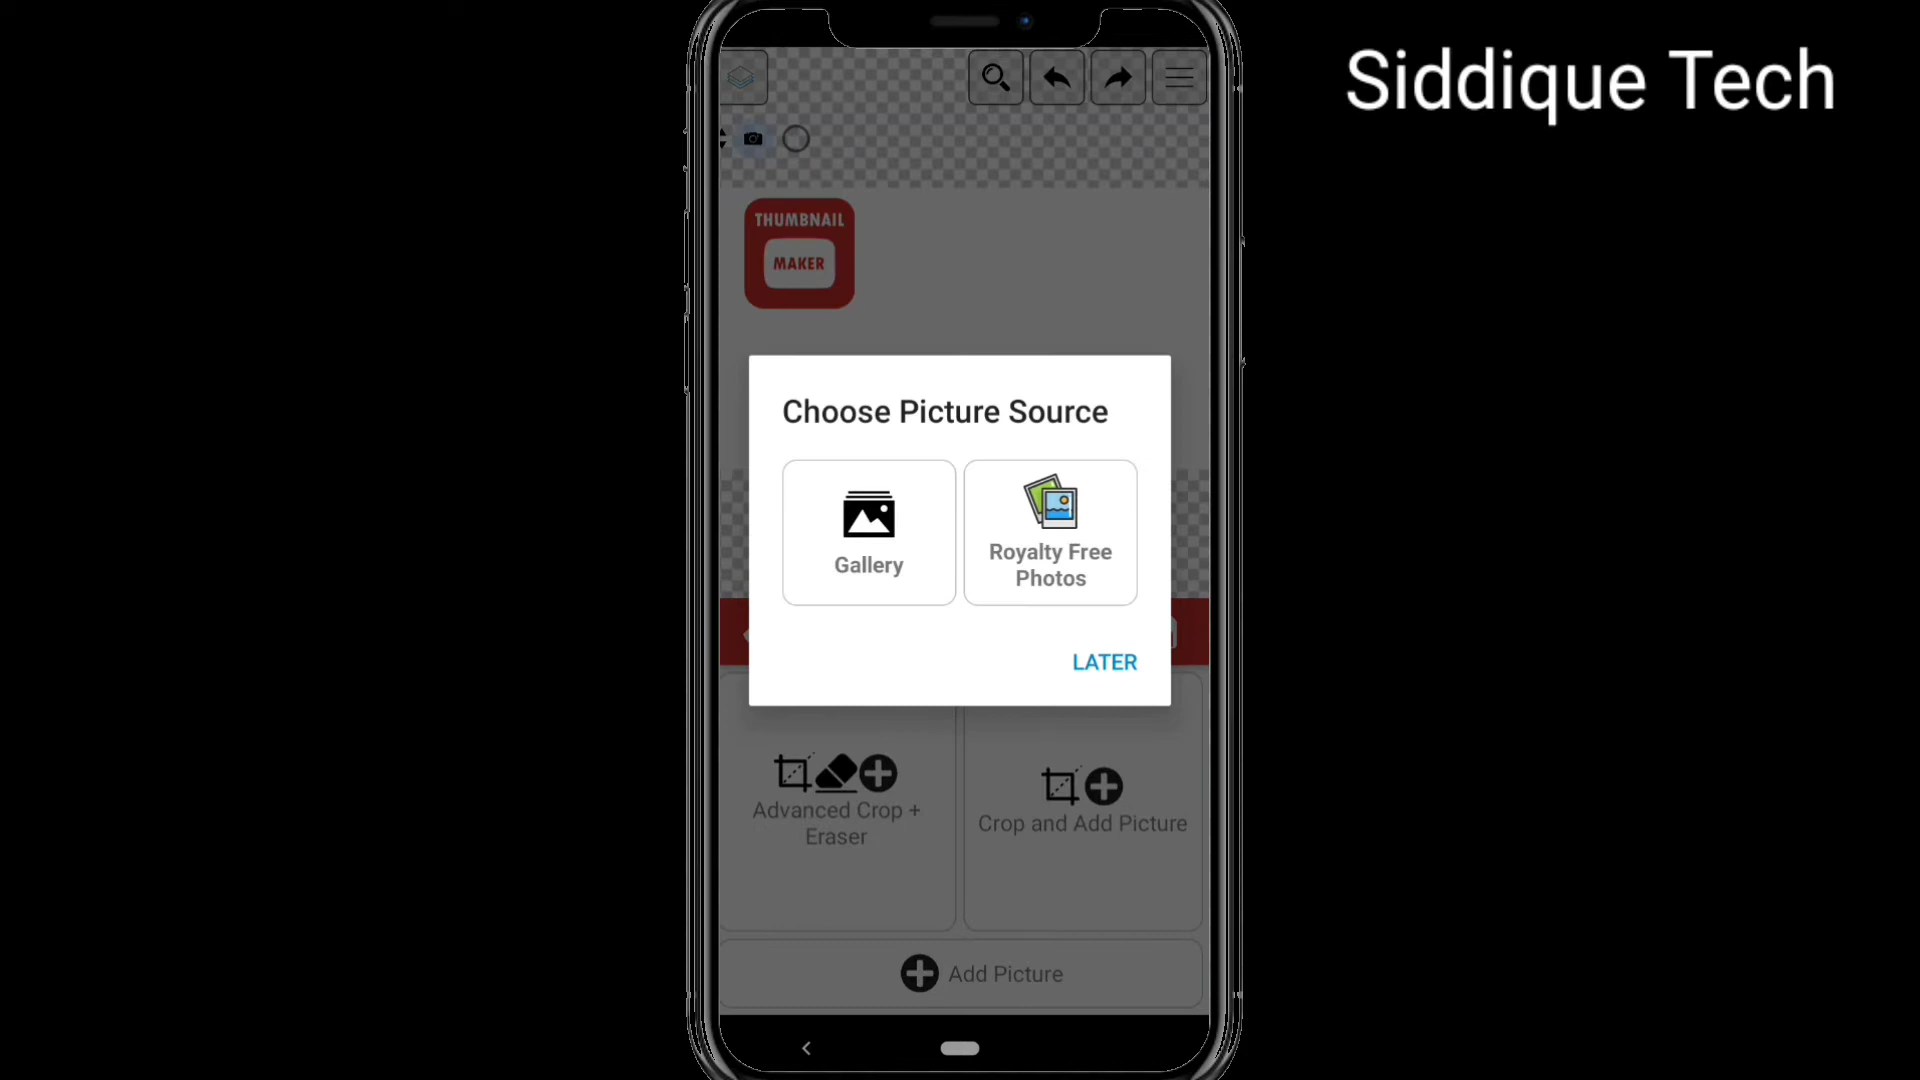 Siddique Tech
THUMBNAIL
MAKER
Choose Picture Source
Gallery
Royalty Free
Photos
LATER
Advanced Crop +
Eraser
Crop and Add Picture
Add Picture